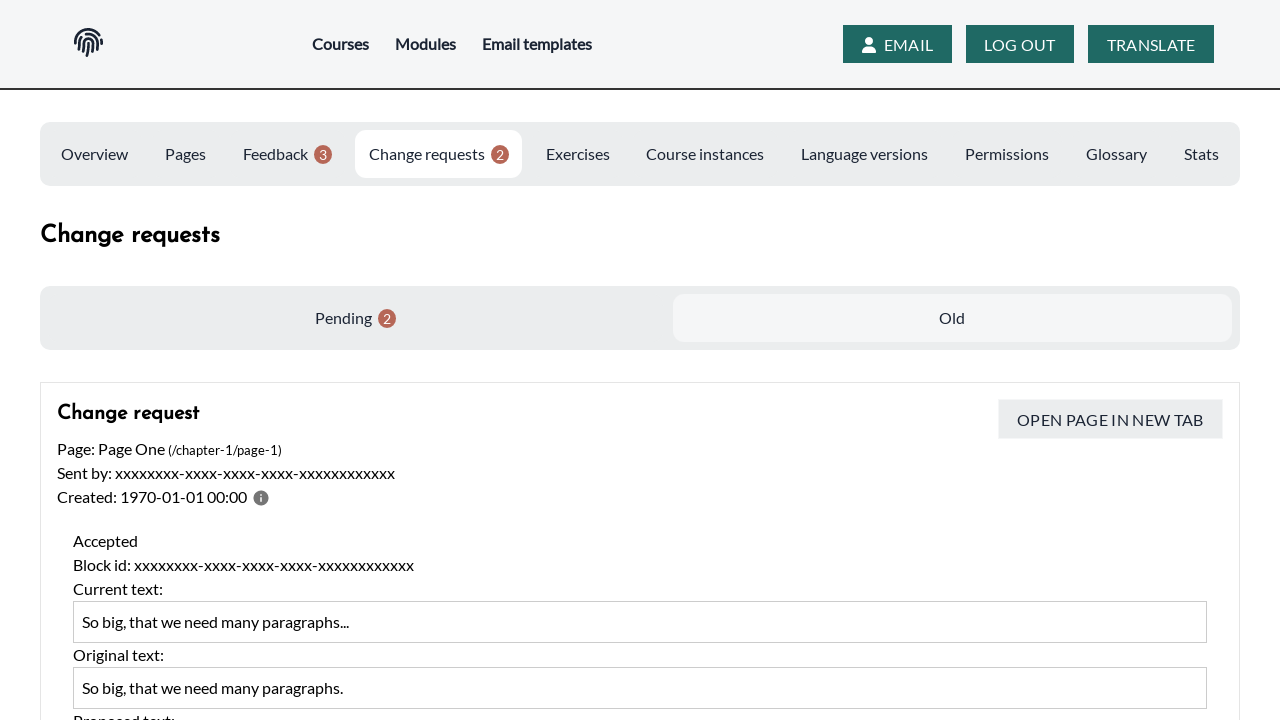 Courses
Modules
Email templates
EMAIL
LOG OUT
TRANSLATE
Overview
Pages
Feedback 3
Change requests 2
Exercises
Course instances
Language versions
Permissions
Glossary
Stats
Change requests
Pending 2
Old
Change request
OPEN PAGE IN NEW TAB
Page: Page One (/chapter-1/page-1)
Sent by: xxxxxxxx-xxxx-xxxx-xxxx-xxxxxxxxxxxx
Created: 1970-01-01 00:00
Accepted
Block id: xxxxxxxx-xxxx-xxxx-xxxx-xxxxxxxxxxxx
Current text:
So big, that we need many paragraphs...
Original text:
So big, that we need many paragraphs.
Proposed text: